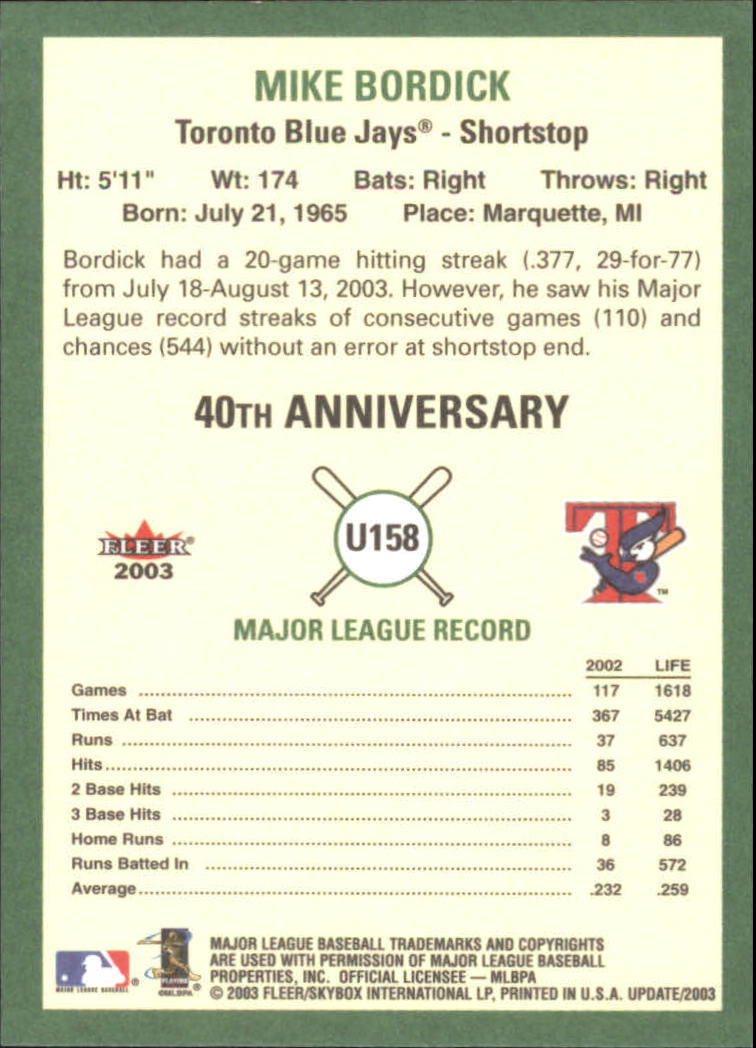 MIKE BORDICK
Toronto Blue Jays® - Shortstop
Ht: 5'11" Wt: 174 Bats: Right Throws: Right
Born: July 21, 1965 Place: Marquette, MI
Bordick had a 20-game hitting streak (.377, 29-for-77)
from July 18-August 13, 2003. However, he saw his Major
League record streaks of consecutive games (110) and
chances (544) without an error at shortstop end.
40TH ANNIVERSARY
U158
FLEER®
2003
T
TM
MAJOR LEAGUE RECORD
2002 LIFE
Games 117 1618
Times At Bat 367 5427
Runs 37 637
Hits 85 1406
2 Base Hits 19 239
3 Base Hits 3 28
Home Runs 8 86
Runs Batted In 36 572
Average .232 .259
MAJOR LEAGUE BASEBALL ®
PLAYERS
©MLBPA ®
MAJOR LEAGUE BASEBALL TRADEMARKS AND COPYRIGHTS
ARE USED WITH PERMISSION OF MAJOR LEAGUE BASEBALL
PROPERTIES, INC. OFFICIAL LICENSEE — MLBPA
© 2003 FLEER/SKYBOX INTERNATIONAL LP, PRINTED IN U.S.A. UPDATE/2003